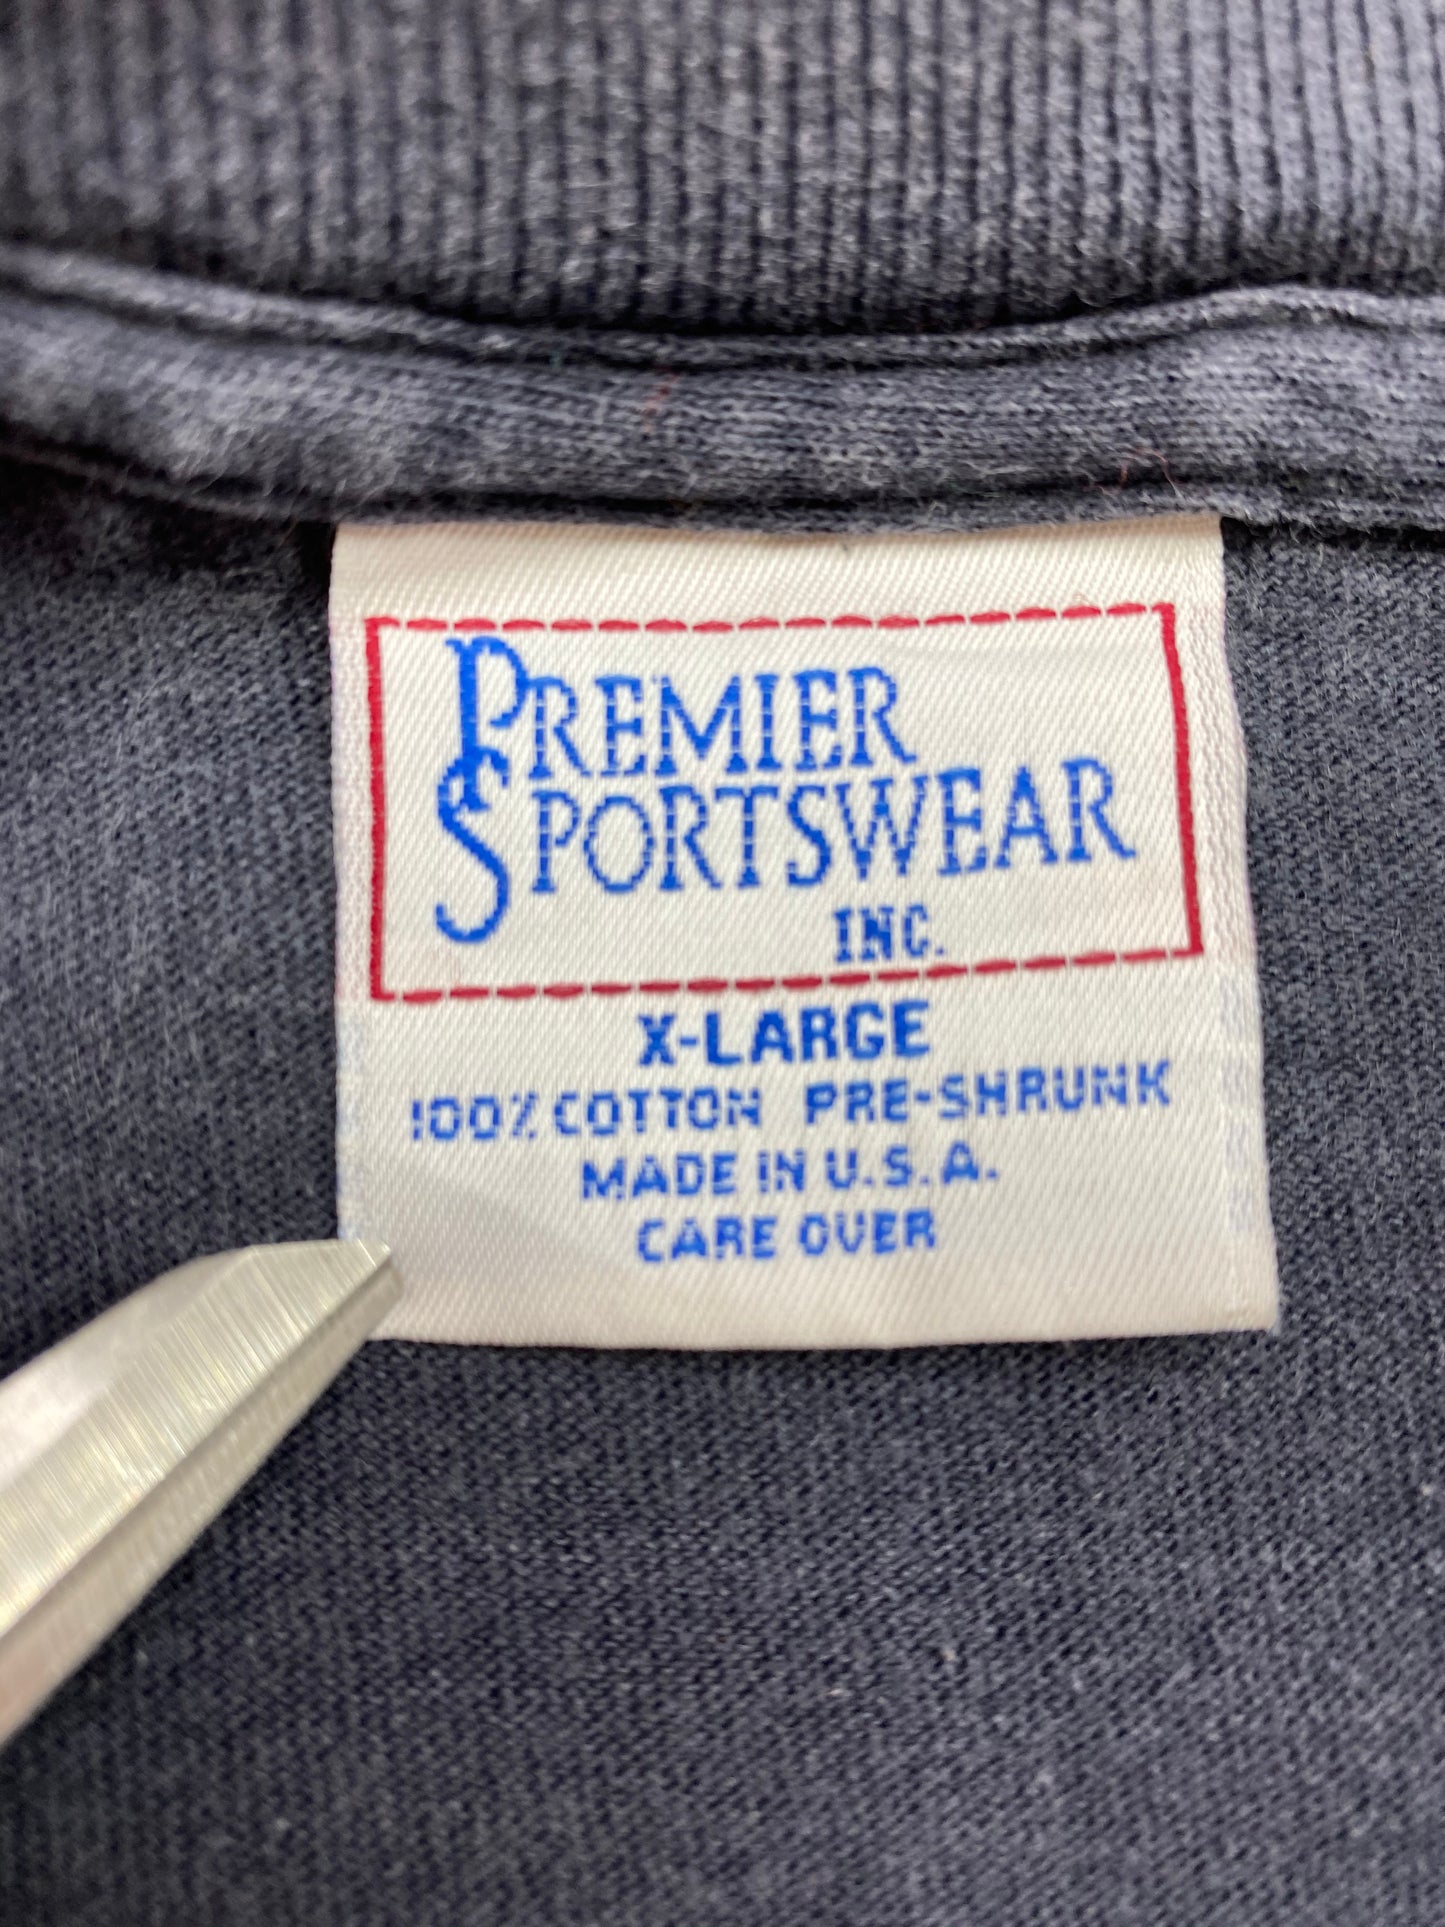 PREMIER
SPORTSWEAR
INC.
X-LARGE
100% COTTON PRE-SHRUNK
MADE IN U.S.A.
CARE OVER